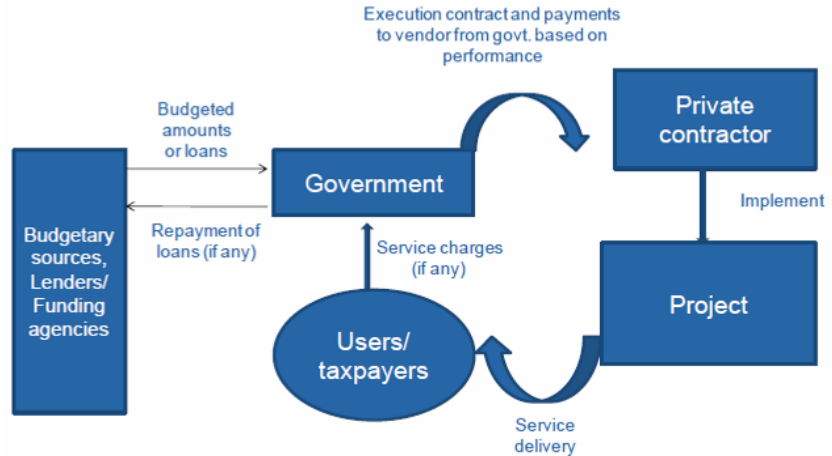 Execution contract and payments
to vendor from govt. based on
performance
Budgeted
amounts
or loans
Private
contractor
Government
Implement
Repayment of
loans (if any)
Budgetary
sources,
Lenders/
Funding
agencies
Service charges
(if any)
Project
Users/
taxpayers
Service
delivery